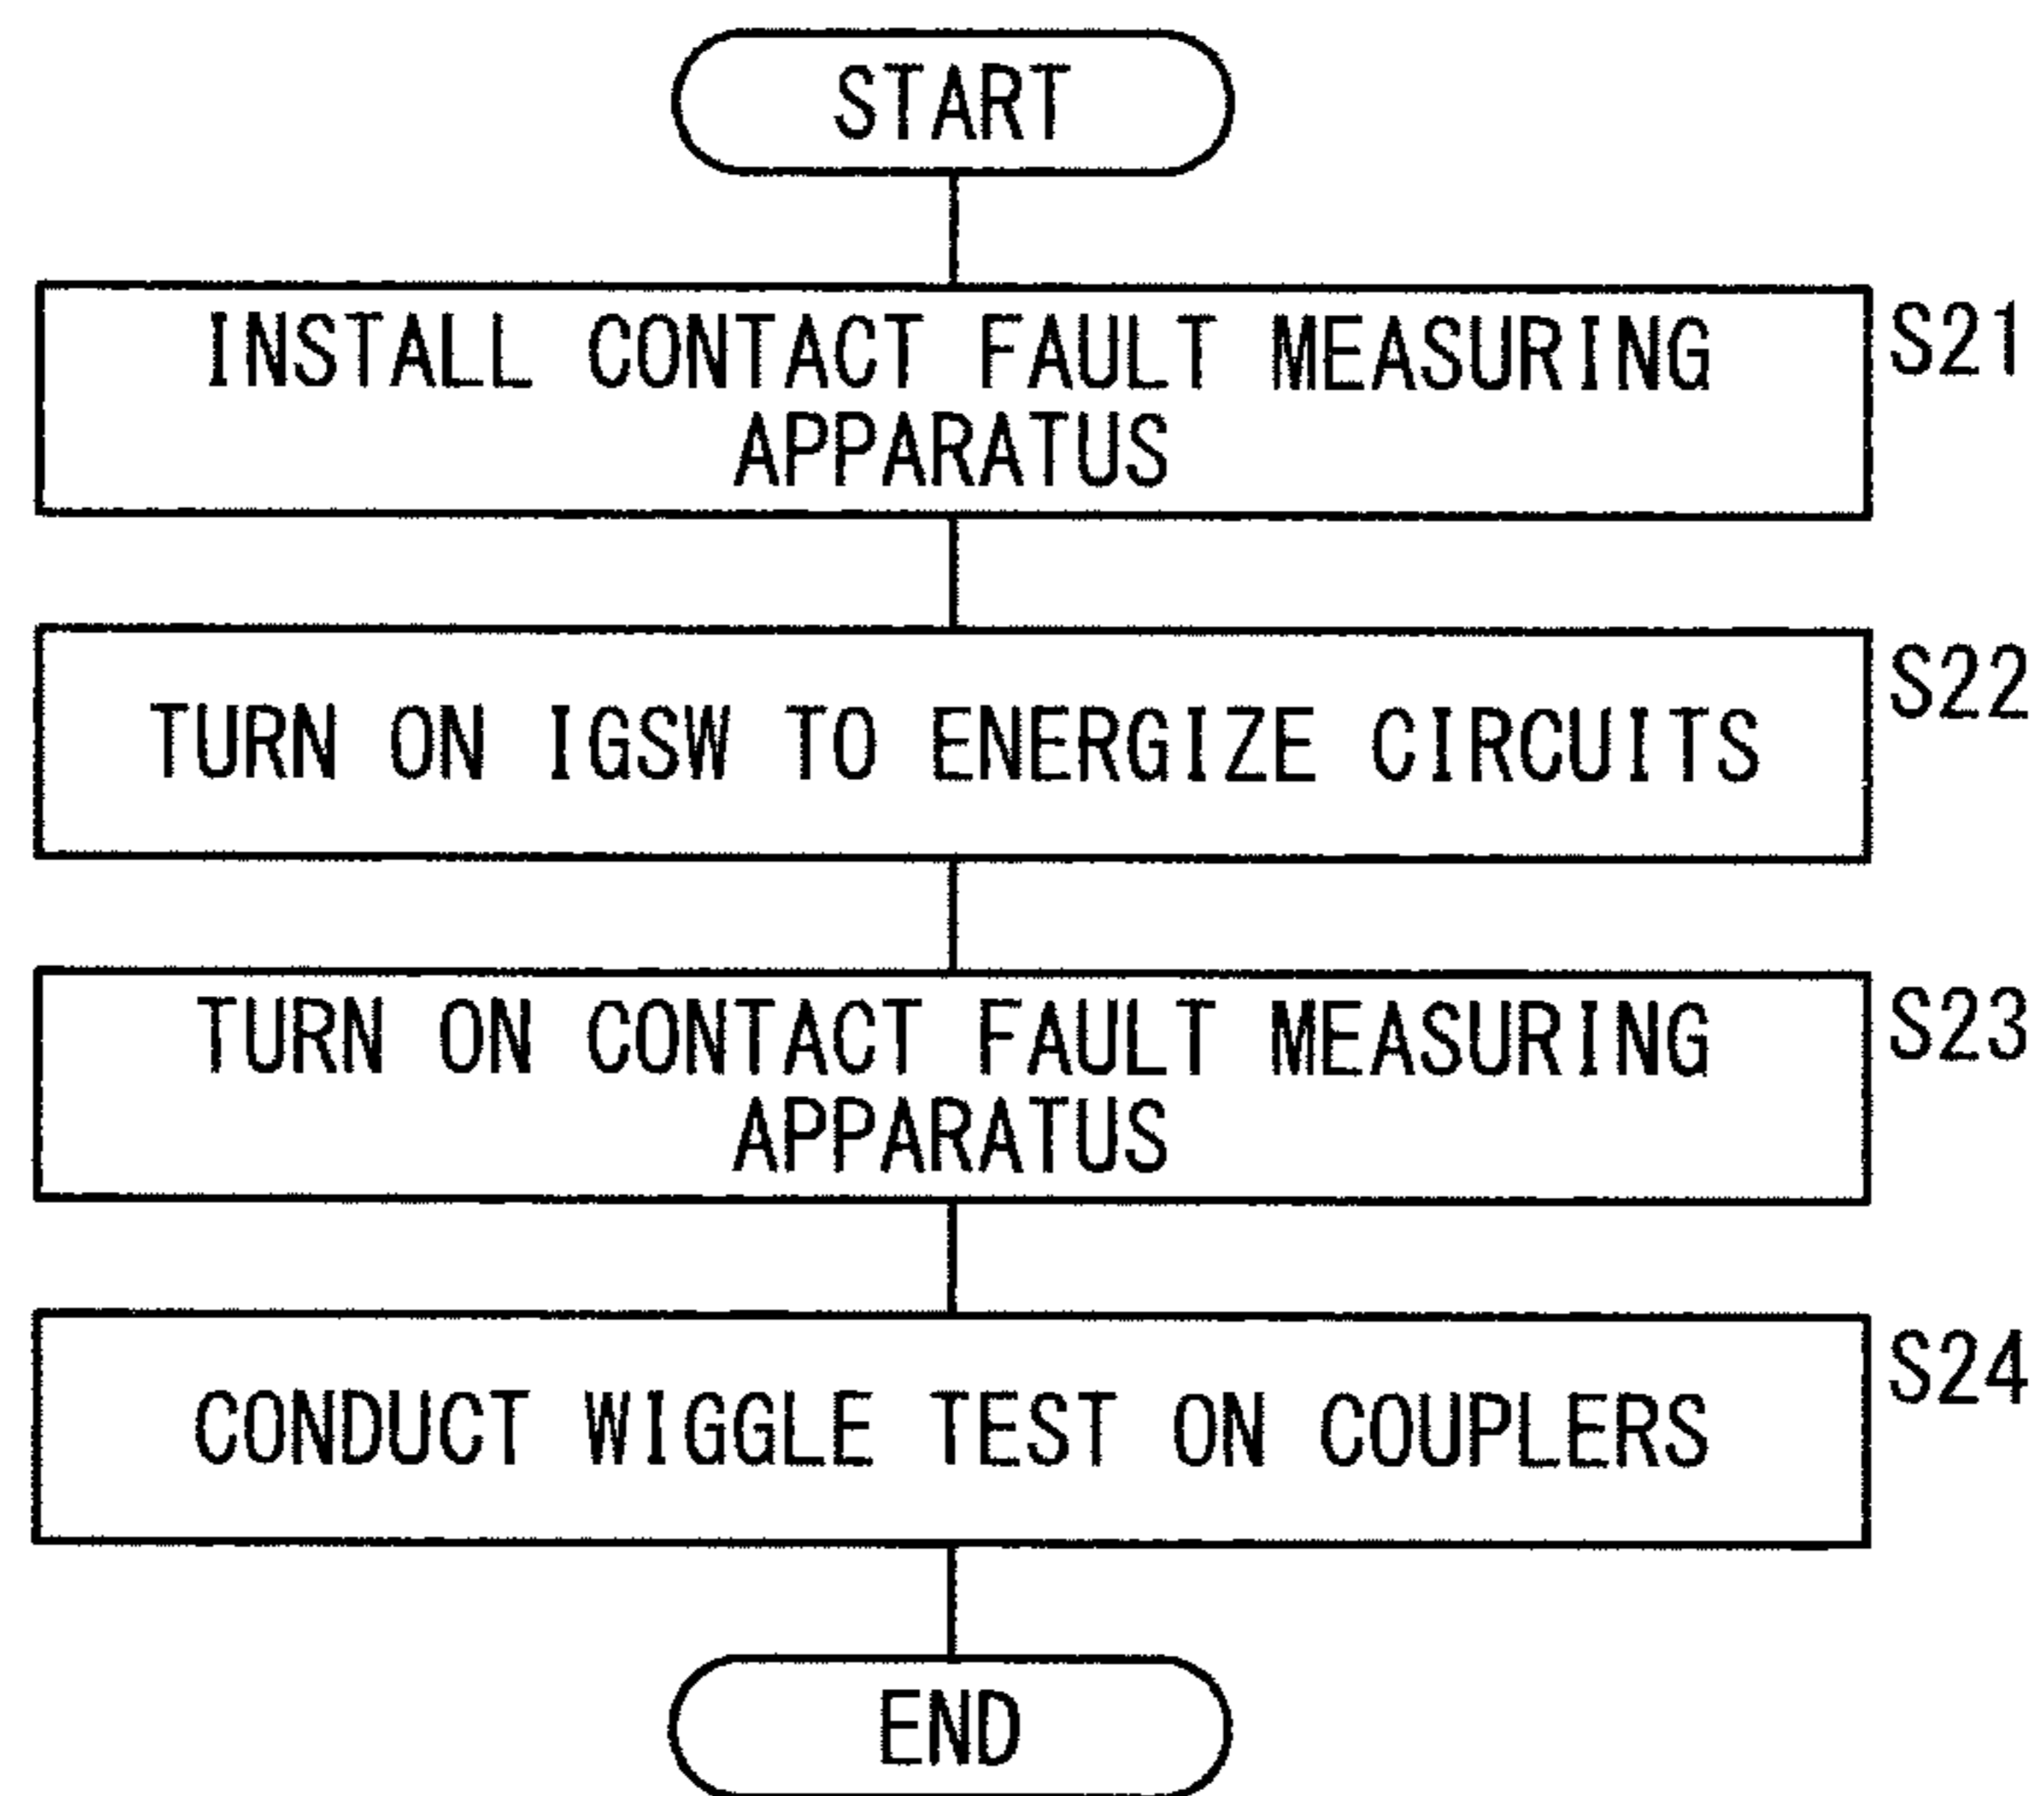 START
INSTALL CONTACT FAULT MEASURING
APPARATUS
S21
TURN ON IGSW TO ENERGIZE CIRCUITS
S22
TURN ON CONTACT FAULT MEASURING
APPARATUS
S23
CONDUCT WIGGLE TEST ON COUPLERS
S24
END